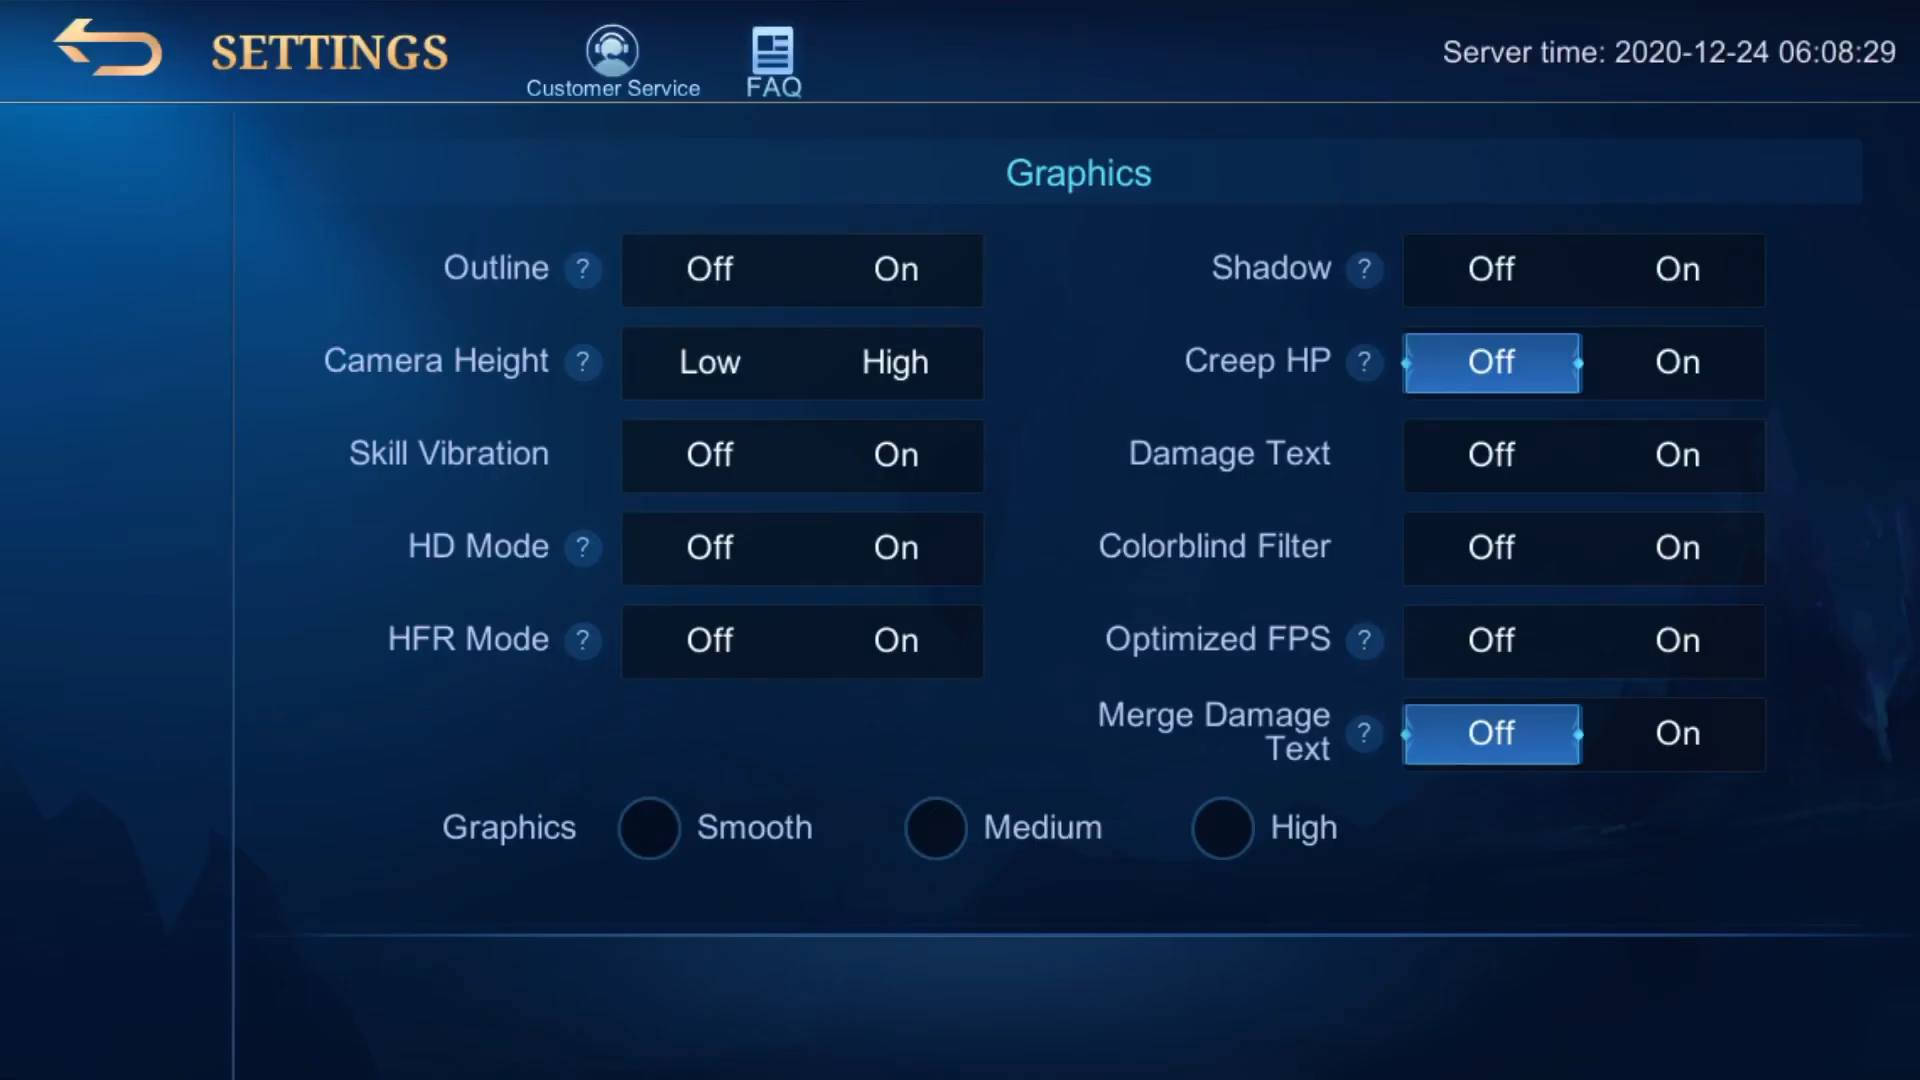 SETTINGS
Customer Service
FAQ
Server time: 2020-12-24 06:08:29
Graphics
Outline ? Off On
Shadow ? Off On
Camera Height ? Low High
Creep HP ? Off On
Skill Vibration Off On
Damage Text Off On
HD Mode ? Off On
Colorblind Filter Off On
HFR Mode ? Off On
Optimized FPS ? Off On
Merge Damage
Text ? Off On
Graphics Smooth Medium High